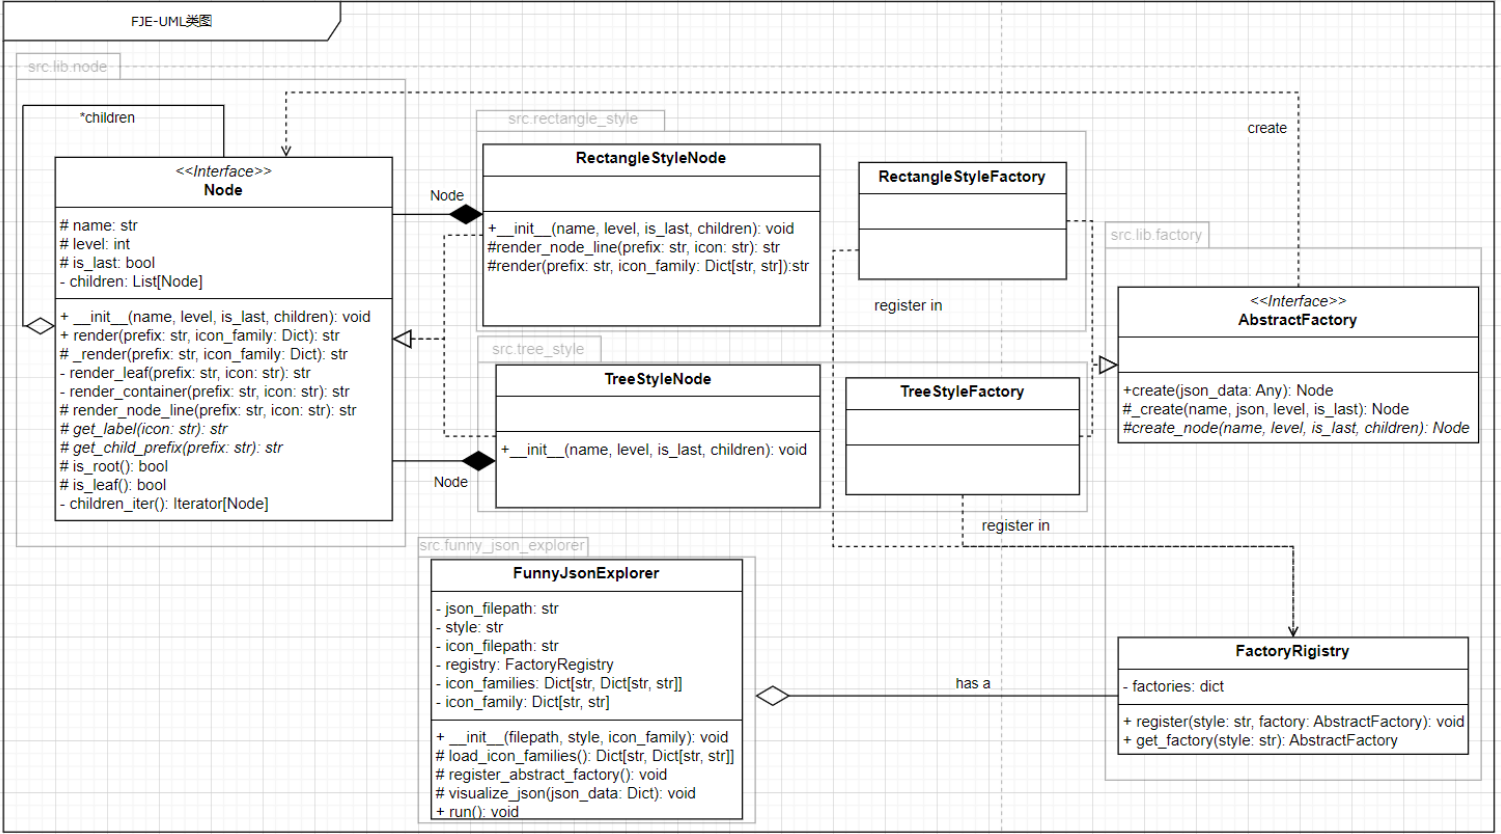 FJE-UML类图
src.lib.node
*children
<<Interface>>
Node
# name: str
# level: int
# is_last: bool
- children: List[Node]
+ __init__(name, level, is_last, children): void
+ render(prefix: str, icon_family: Dict): str
# _render(prefix: str, icon_family: Dict): str
- render_leaf(prefix: str, icon: str): str
- render_container(prefix: str, icon: str): str
# render_node_line(prefix: str, icon: str): str
# get_label(icon: str): str
# get_child_prefix(prefix: str): str
# is_root(): bool
# is_leaf(): bool
- children_iter(): Iterator[Node]
src.rectangle_style
Node
RectangleStyleNode
+__init__(name, level, is_last, children): void
#render_node_line(prefix: str, icon: str): str
#render(prefix: str, icon_family: Dict[str, str]):str
RectangleStyleFactory
register in
create
src.tree_style
Node
TreeStyleNode
+__init__(name, level, is_last, children): void
TreeStyleFactory
register in
src.lib.factory
<<Interface>>
AbstractFactory
+create(json_data: Any): Node
#_create(name, json, level, is_last): Node
#create_node(name, level, is_last, children): Node
src.funny_json_explorer
FunnyJsonExplorer
- json_filepath: str
- style: str
- icon_filepath: str
- registry: FactoryRegistry
- icon_families: Dict[str, Dict[str, str]]
- icon_family: Dict[str, str]
+ __init__(filepath, style, icon_family): void
# load_icon_families(): Dict[str, Dict[str, str]]
# register_abstract_factory(): void
# visualize_json(json_data: Dict): void
+ run(): void
has a
FactoryRigistry
- factories: dict
+ register(style: str, factory: AbstractFactory): void
+ get_factory(style: str): AbstractFactory